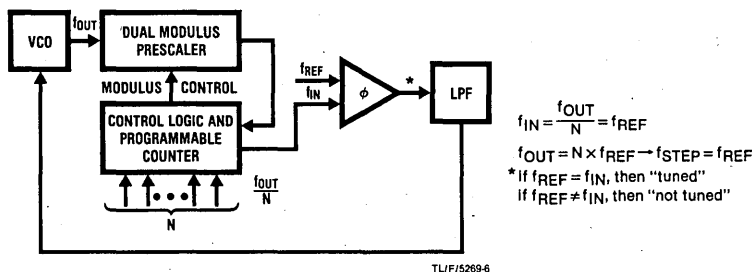 VCO
fOUT
DUAL MODULUS
PRESCALER
MODULUS CONTROL
CONTROL LOGIC AND
PROGRAMMABLE
COUNTER
N
fOUT
N
fREF
fIN
ϕ
*
LPF
fIN = fOUT/N = fREF
fOUT = N × fREF → fSTEP = fREF
* If fREF = fIN, then "tuned"
If fREF ≠ fIN, then "not tuned"
TL/F/5269-6